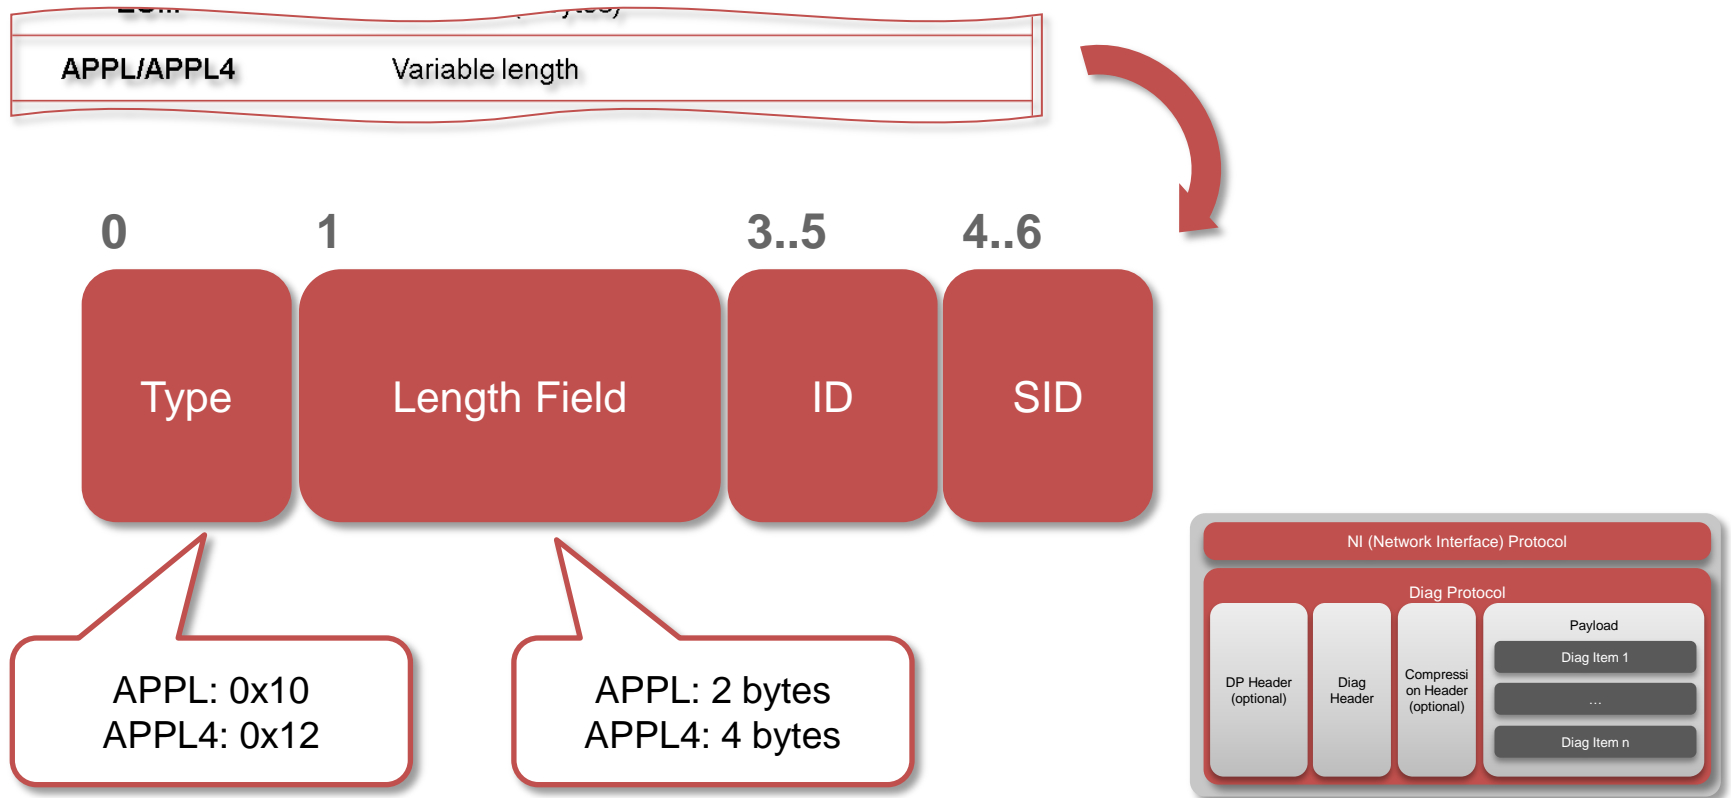 APPL/APPL4 Variable length
0 1 3..5 4..6
Type Length Field ID SID
APPL: 0x10
APPL4: 0x12
APPL: 2 bytes
APPL4: 4 bytes
NI (Network Interface) Protocol
Diag Protocol
DP Header
(optional)
Diag
Header
Compressi
on Header
(optional)
Payload
Diag Item 1
...
Diag Item n